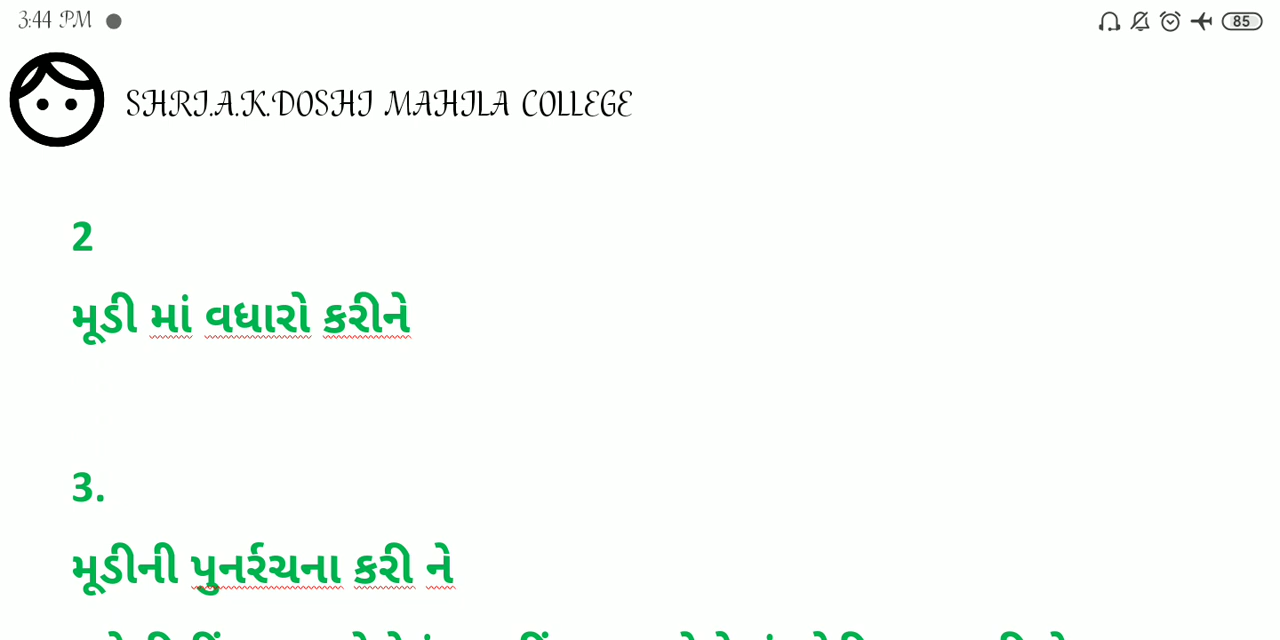 3:44 PM
85
SHRI.A.K.DOSHI MAHILA COLLEGE
2
મૂડી માં વધારો કરીને
3.
મૂડીની પુનર્રચના કરી ને